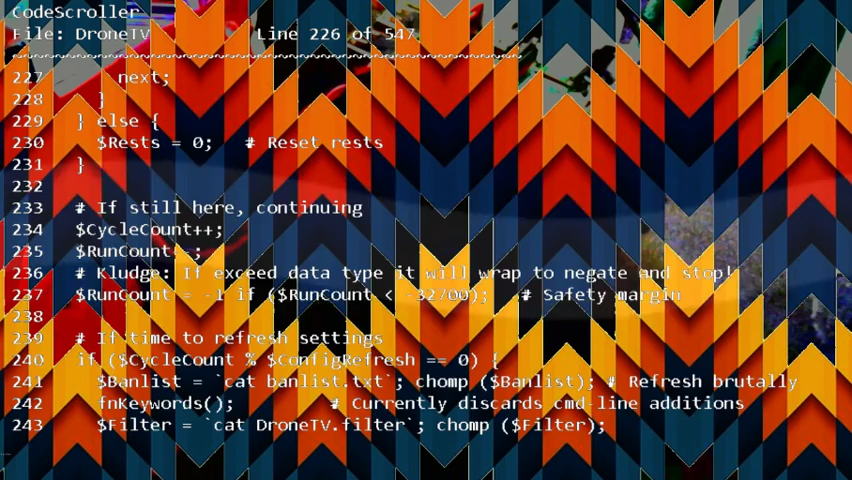 CodeScroller
File: DroneTV Line 226 of 547
~~~~~~~~~~~~~~~~~~~~~~~~~~~~~~~~~~~~~~~~~~~~~~~~
227 next;
228 }
229 } else {
230 $Rests = 0; # Reset rests
231 }
232
233 # If still here, continuing
234 $CycleCount++;
235 $RunCount--;
236 # Kludge: If exceed data type it will wrap to negate and stop!
237 $RunCount = -1 if ($RunCount < -32700); # Safety margin
238
239 # If time to refresh settings
240 if ($CycleCount % $ConfigRefresh == 0) {
241 $Banlist = `cat banlist.txt`; chomp ($Banlist); # Refresh brutally
242 fnKeywords(); # Currently discards cmd-line additions
243 $Filter = `cat DroneTV.filter`; chomp ($Filter);